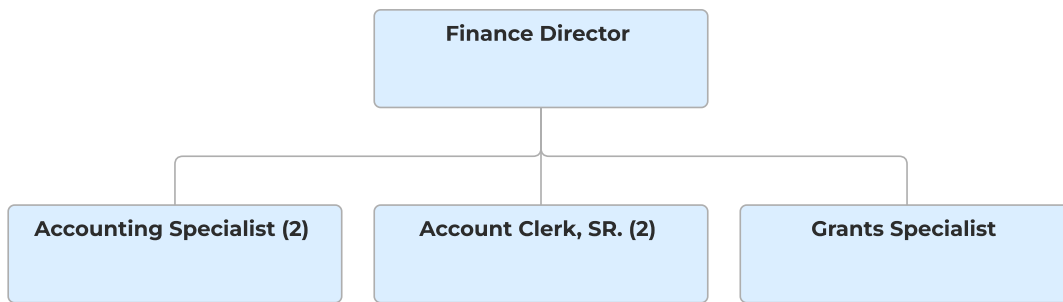 Finance Director
Accounting Specialist (2)
Account Clerk, SR. (2)
Grants Specialist